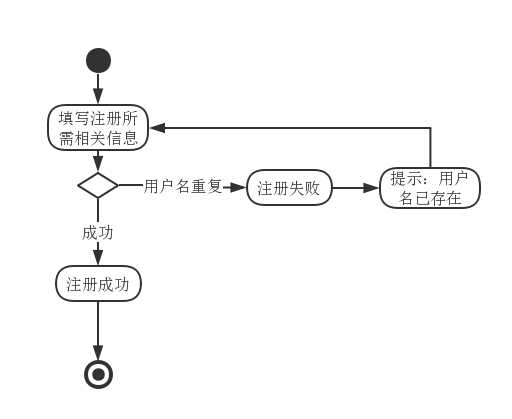 填写注册所
需相关信息
用户名重复
注册失败
提示：用户
名已存在
成功
注册成功